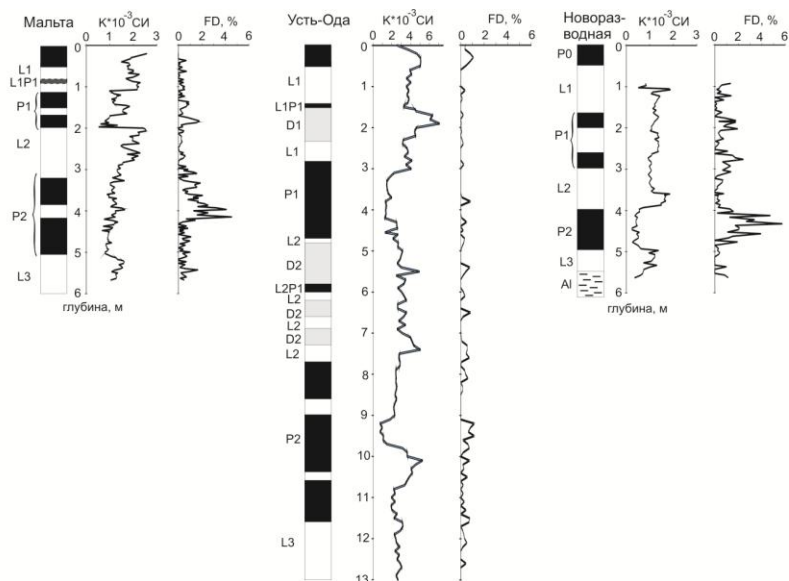 Мальта
K*10⁻³СИ
FD, %
0 1 2 3
0 2 4 6
0
1
2
3
4
5
6
L1
L1P1
P1
L2
P2
L3
глубина, м
Усть-Ода
K*10⁻³СИ
FD, %
0 2 4 6
0 2 4 6
0
1
2
3
4
5
6
7
8
9
10
11
12
13
L1
L1P1
D1
L1
P1
L2
D2
L2P1
L2
D2
L2
D2
L2
P2
L3
Новораз-
водная
K*10⁻³СИ
FD, %
0 1 2 3
0 2 4 6 8
0
1
2
3
4
5
6
P0
L1
P1
L2
P2
L3
Al
глубина, м